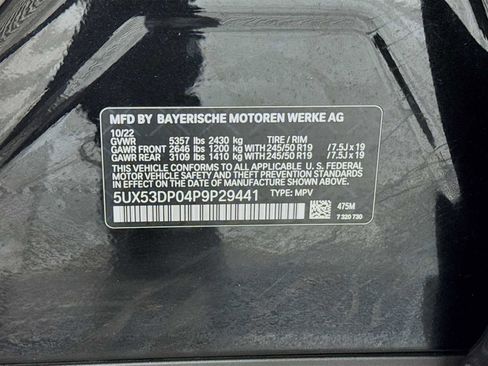 MFD BY BAYERISCHE MOTOREN WERKE AG
10/22
GVWR 5357 lbs 2430 kg TIRE / RIM
GAWR FRONT 2646 lbs 1200 kg WITH 245/50 R19 /7.5J x 19
GAWR REAR 3109 lbs 1410 kg WITH 245/50 R19 /7.5J x 19
THIS VEHICLE CONFORMS TO ALL APPLICABLE U. S. FEDERAL
MOTOR VEHICLE SAFETY AND THEFT PREVENTION STANDARDS
IN EFFECT ON THE DATE OF MANUFACTURE SHOWN ABOVE.
5UX53DP04P9P29441 TYPE: MPV
475M
7 320 730